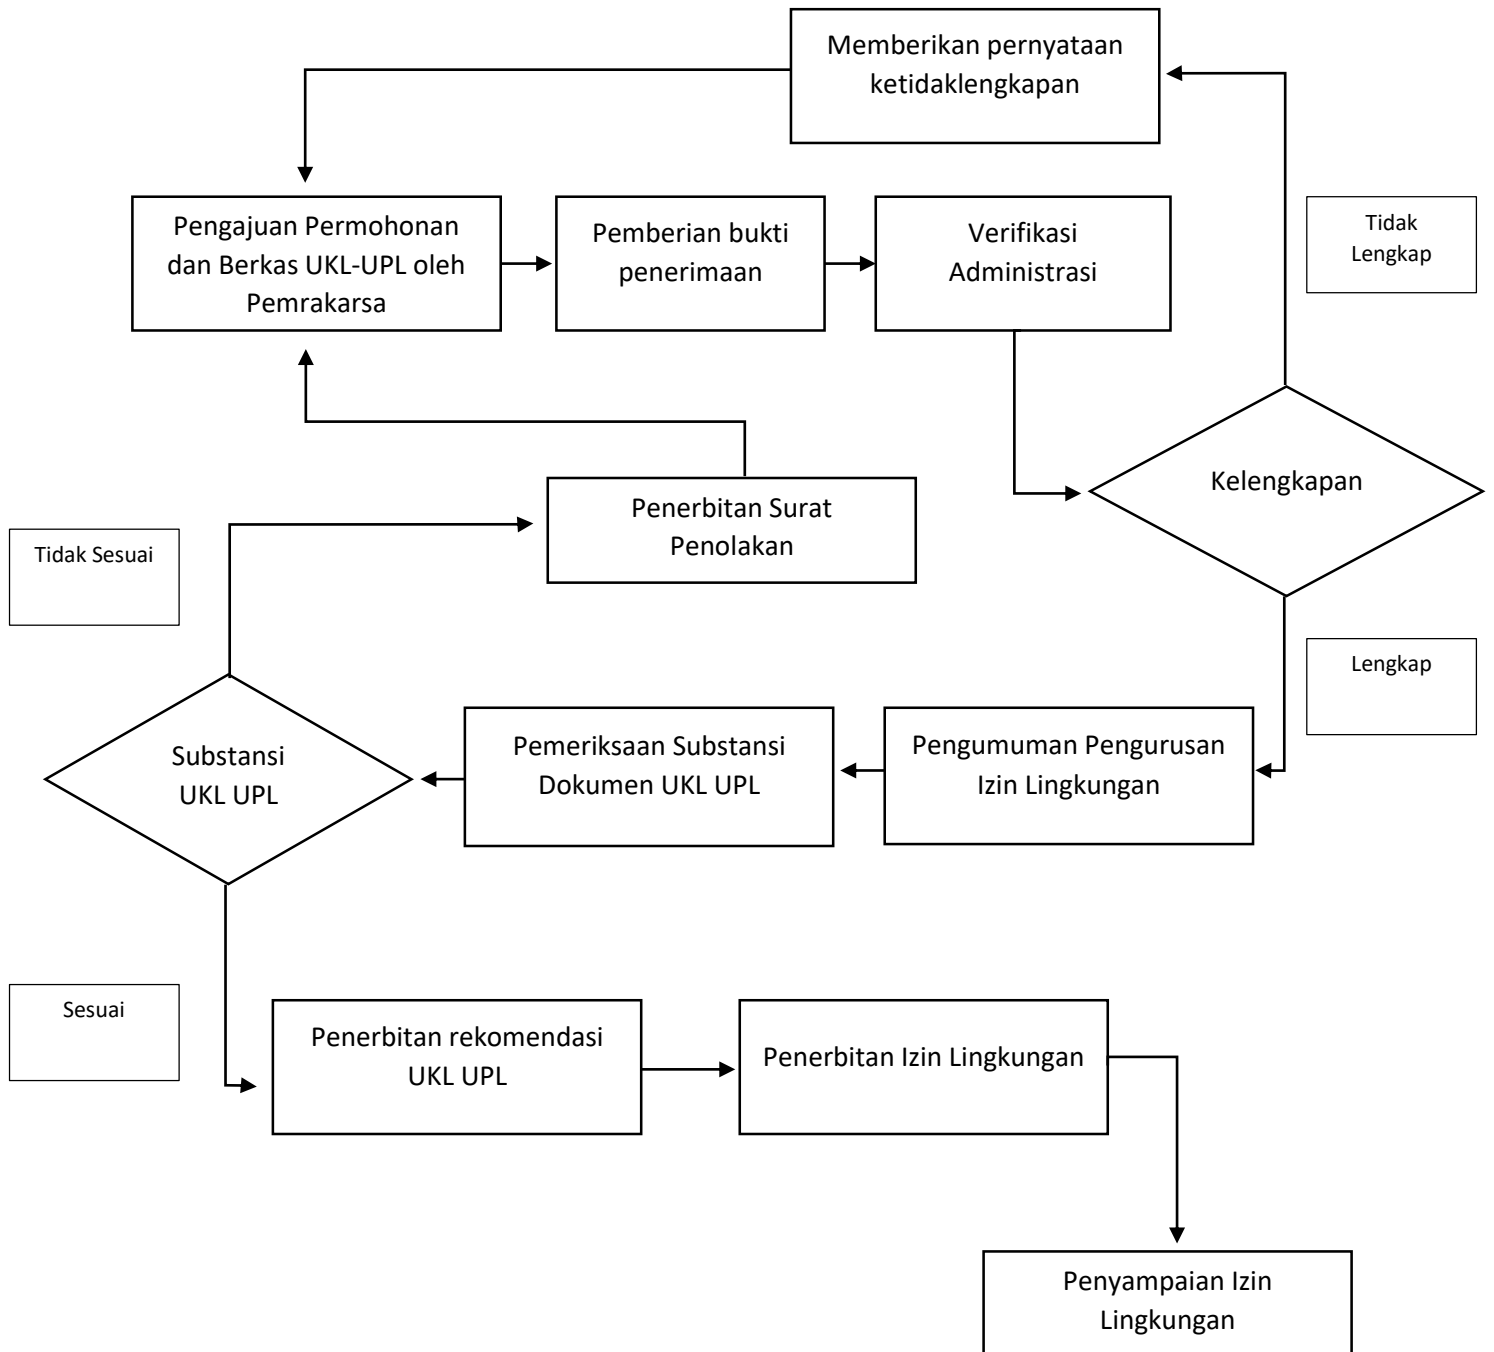 Memberikan pernyataan
ketidaklengkapan
Pengajuan Permohonan
dan Berkas UKL-UPL oleh
Pemrakarsa
Pemberian bukti
penerimaan
Verifikasi
Administrasi
Tidak
Lengkap
Kelengkapan
Penerbitan Surat
Penolakan
Tidak Sesuai
Lengkap
Pengumuman Pengurusan
Izin Lingkungan
Pemeriksaan Substansi
Dokumen UKL UPL
Substansi
UKL UPL
Sesuai
Penerbitan rekomendasi
UKL UPL
Penerbitan Izin Lingkungan
Penyampaian Izin
Lingkungan